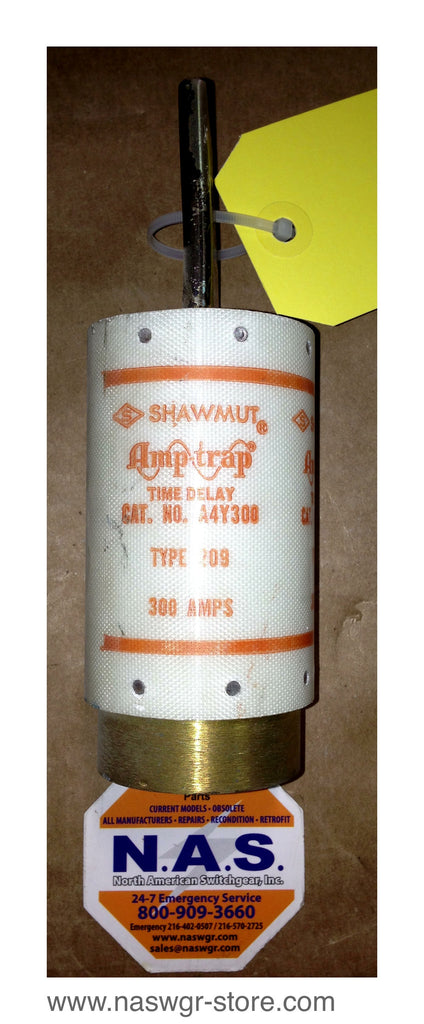 S SHAWMUT®
Amp-trap®
TIME DELAY
CAT. NO. A4Y300
TYPE 209
300 AMPS
Parts
CURRENT MODELS - OBSOLETE
ALL MANUFACTURERS - REPAIRS - RECONDITION - RETROFIT
N.A.S.
North American Switchgear, Inc.
24-7 Emergency Service
800-909-3660
Emergency 216-402-0507 / 216-570-2725
www.naswgr.com
sales@naswgr.com
www.naswgr-store.com